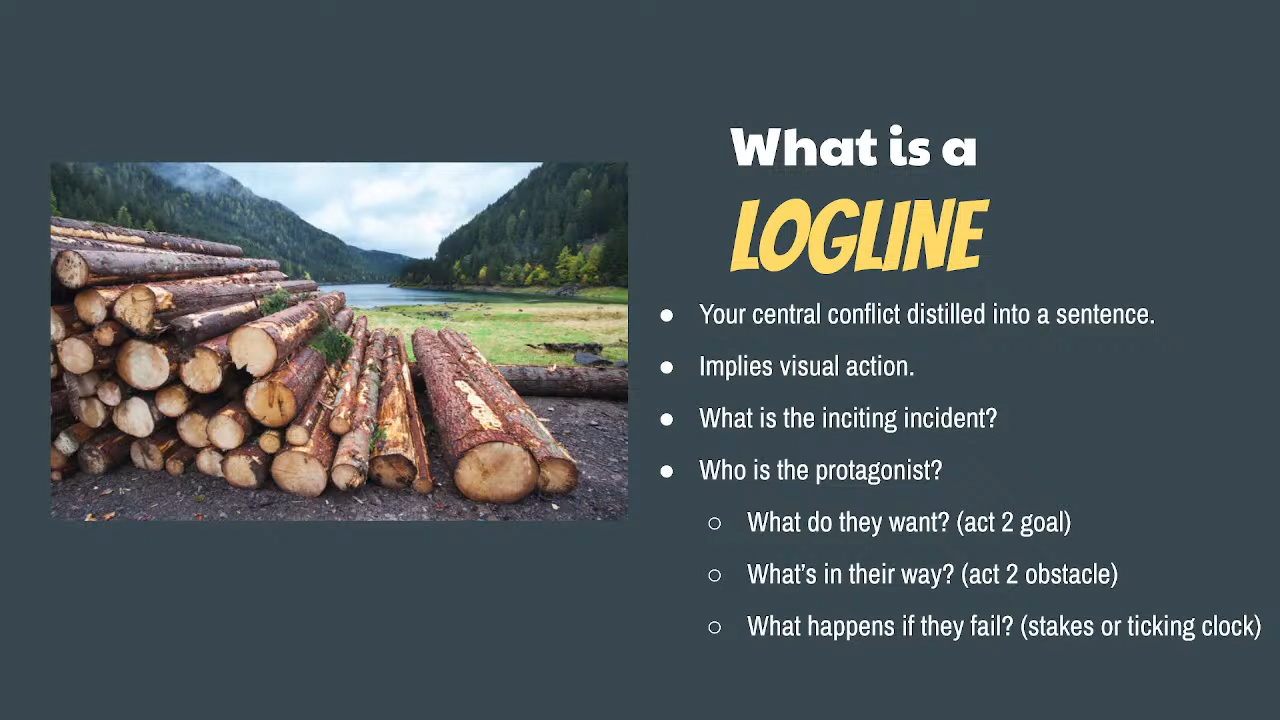 What is a
LOGLINE
● Your central conflict distilled into a sentence.
● Implies visual action.
● What is the inciting incident?
● Who is the protagonist?
○ What do they want? (act 2 goal)
○ What's in their way? (act 2 obstacle)
○ What happens if they fail? (stakes or ticking clock)